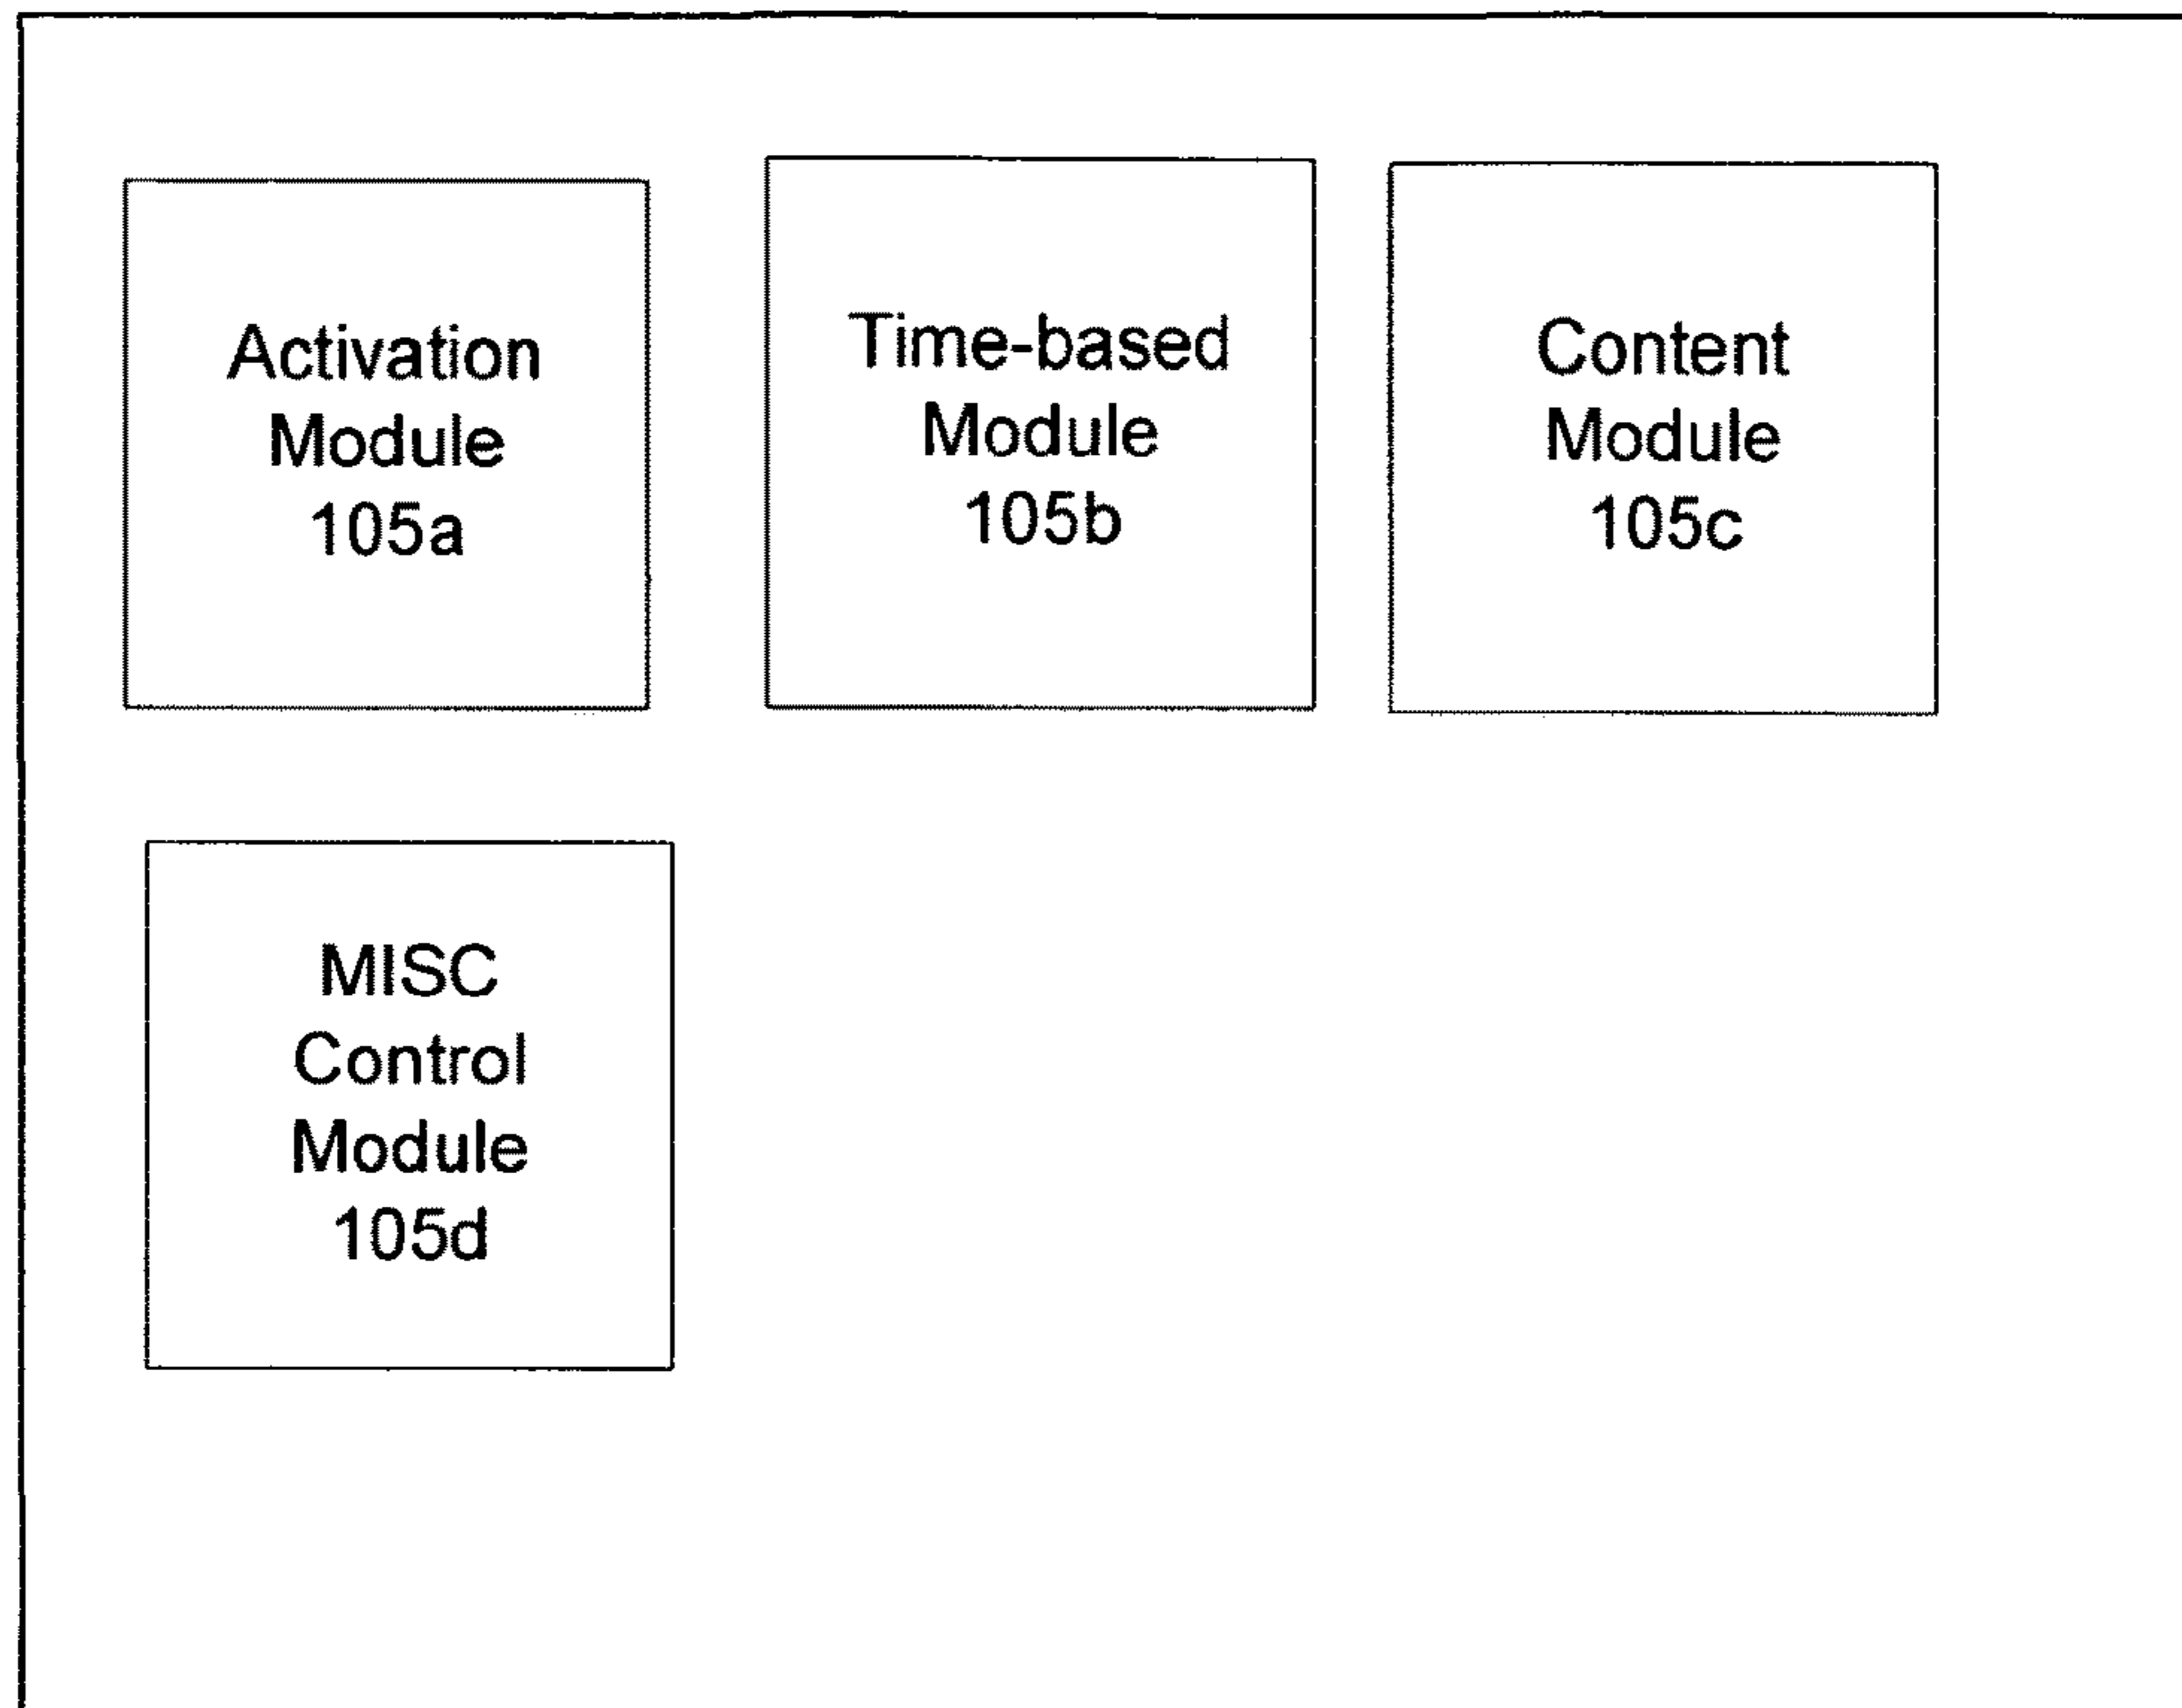 Activation
Module
105a
Time-based
Module
105b
Content
Module
105c
MISC
Control
Module
105d